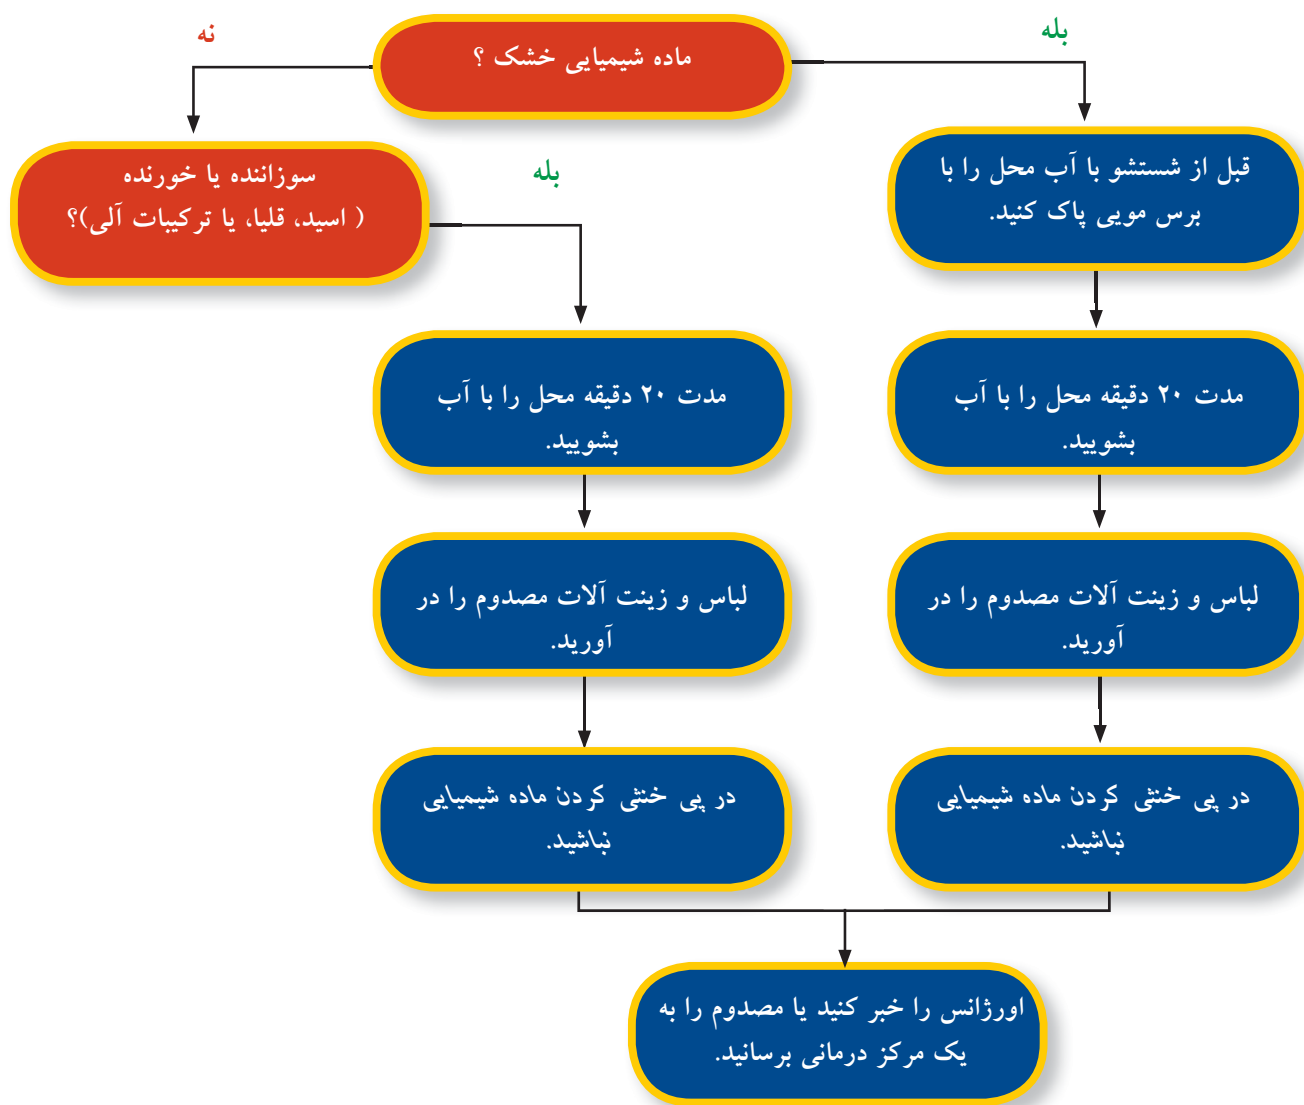 ماده شیمیایی خشک ؟
بله
نه
قبل از شستشو با آب محل را با
برس مویی پاک کنید.
مدت ۲۰ دقیقه محل را با آب
بشویید.
لباس و زینت آلات مصدوم را در
آورید.
در پی خنثی کردن ماده شیمیایی
نباشید.
سوزاننده یا خورنده
( اسید، قلیا، یا ترکیبات آلی)؟
بله
مدت ۲۰ دقیقه محل را با آب
بشویید.
لباس و زینت آلات مصدوم را در
آورید.
در پی خنثی کردن ماده شیمیایی
نباشید.
اورژانس را خبر کنید یا مصدوم را به
یک مرکز درمانی برسانید.